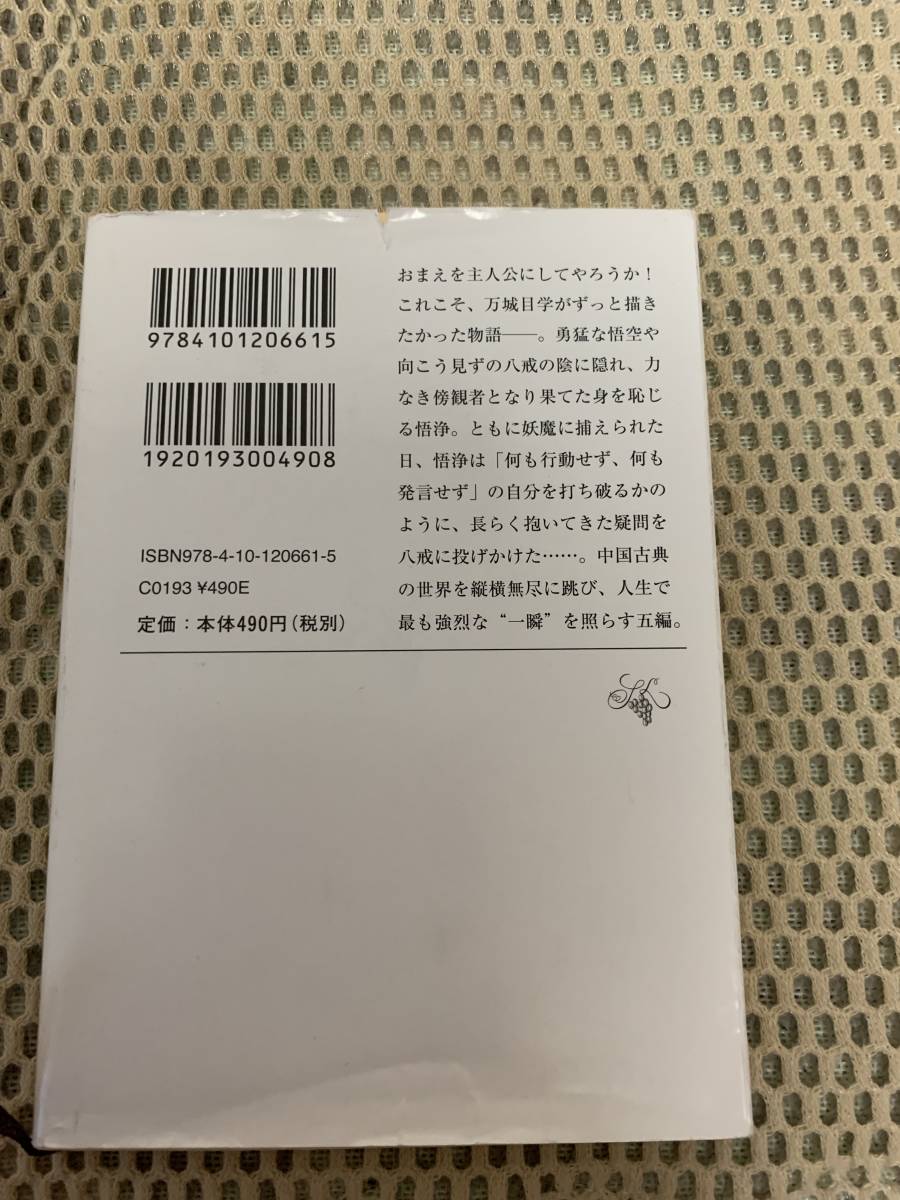 9784101206615
1920193004908
ISBN978-4-10-120661-5
C0193 ¥490E
定価:本体490円(税別)
おまえを主人公にしてやろうか!
これこそ、万城目学がずっと描き
たかった物語――。勇猛な悟空や
向こう見ずの八戒の陰に隠れ、力
なき傍観者となり果てた身を恥じ
る悟浄。ともに妖魔に捕えられた
日、悟浄は「何も行動せず、何も
発言せず」の自分を打ち破るかの
ように、長らく抱いてきた疑問を
八戒に投げかけた……。中国古典
の世界を縦横無尽に跳び、人生で
最も強烈な“一瞬”を照らす五編。